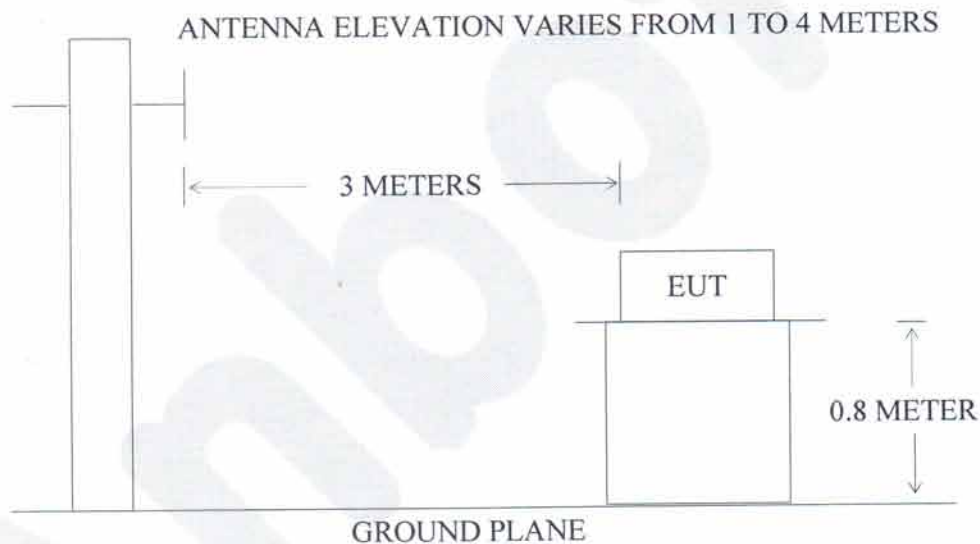 ANTENNA ELEVATION VARIES FROM 1 TO 4 METERS
3 METERS
EUT
0.8 METER
GROUND PLANE